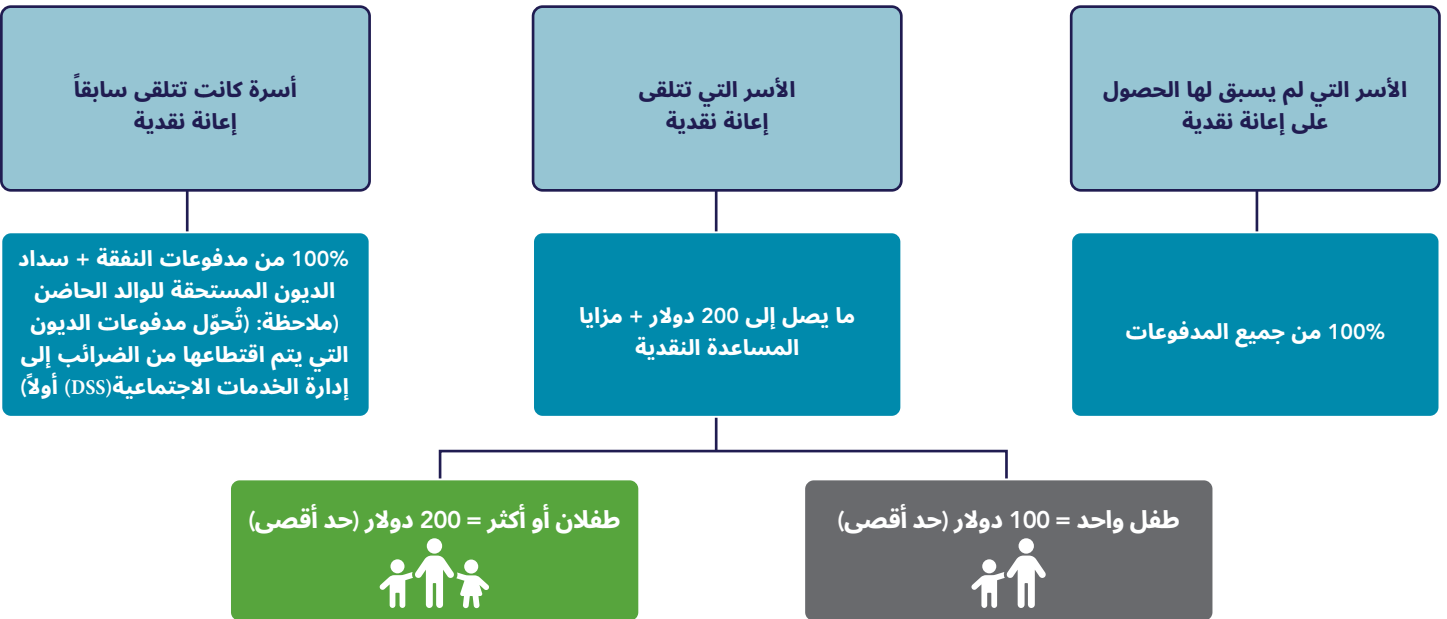 الأسر التي لم يسبق لها الحصول
على إعانة نقدية
100% من جميع المدفوعات
الأسر التي تتلقى
إعانة نقدية
ما يصل إلى 200 دولار + مزايا
المساعدة النقدية
طفل واحد = 100 دولار (حد أقصى)
طفلان أو أكثر = 200 دولار (حد أقصى)
أسرة كانت تتلقى سابقاً
إعانة نقدية
100% من مدفوعات النفقة + سداد
الديون المستحقة للوالد الحاضن
(ملاحظة: (تُحوّل مدفوعات الديون
التي يتم اقتطاعها من الضرائب إلى
إدارة الخدمات الاجتماعية(DSS) أولاً)